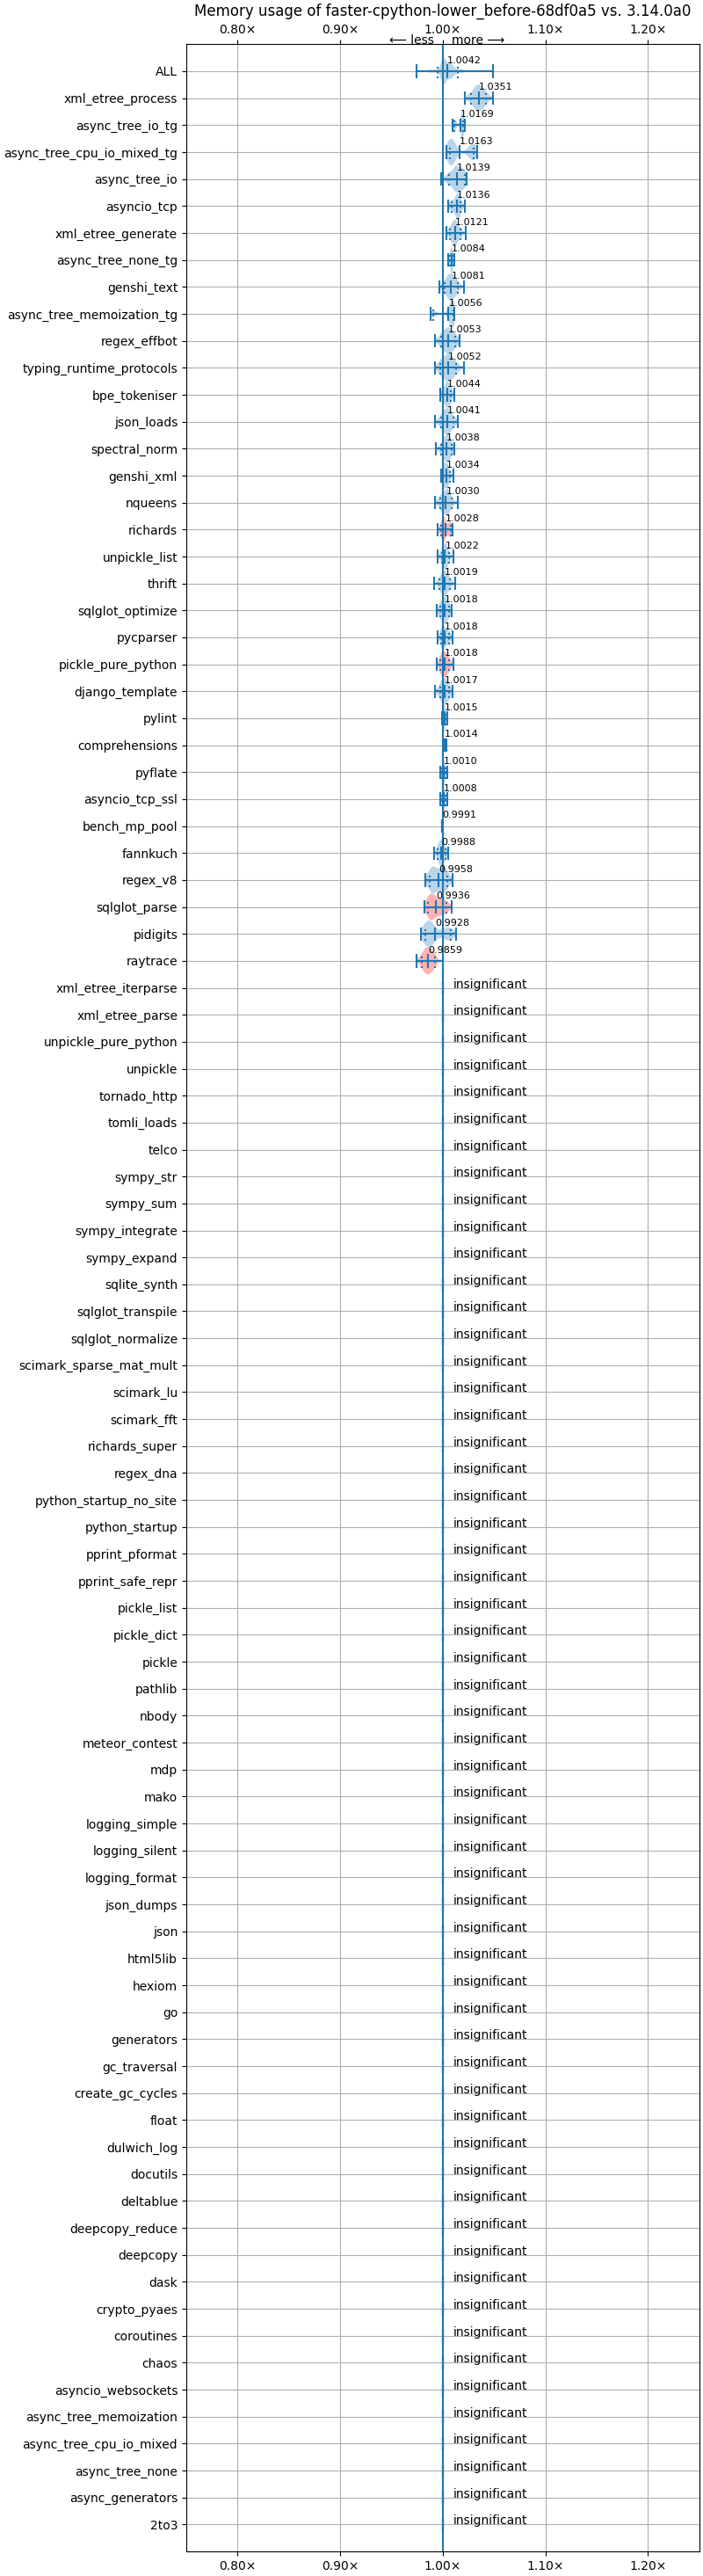 Memory usage of faster-cpython-lower_before-68df0a5 vs. 3.14.0a0
0.80× 0.90× 1.00× 1.10× 1.20×
⟵ less more ⟶
ALL 1.0042
xml_etree_process 1.0351
async_tree_io_tg 1.0169
async_tree_cpu_io_mixed_tg 1.0163
async_tree_io 1.0139
asyncio_tcp 1.0136
xml_etree_generate 1.0121
async_tree_none_tg 1.0084
genshi_text 1.0081
async_tree_memoization_tg 1.0056
regex_effbot 1.0053
typing_runtime_protocols 1.0052
bpe_tokeniser 1.0044
json_loads 1.0041
spectral_norm 1.0038
genshi_xml 1.0034
nqueens 1.0030
richards 1.0028
unpickle_list 1.0022
thrift 1.0019
sqlglot_optimize 1.0018
pycparser 1.0018
pickle_pure_python 1.0018
django_template 1.0017
pylint 1.0015
comprehensions 1.0014
pyflate 1.0010
asyncio_tcp_ssl 1.0008
bench_mp_pool 0.9991
fannkuch 0.9988
regex_v8 0.9958
sqlglot_parse 0.9936
pidigits 0.9928
raytrace 0.9859
xml_etree_iterparse insignificant
xml_etree_parse insignificant
unpickle_pure_python insignificant
unpickle insignificant
tornado_http insignificant
tomli_loads insignificant
telco insignificant
sympy_str insignificant
sympy_sum insignificant
sympy_integrate insignificant
sympy_expand insignificant
sqlite_synth insignificant
sqlglot_transpile insignificant
sqlglot_normalize insignificant
scimark_sparse_mat_mult insignificant
scimark_lu insignificant
scimark_fft insignificant
richards_super insignificant
regex_dna insignificant
python_startup_no_site insignificant
python_startup insignificant
pprint_pformat insignificant
pprint_safe_repr insignificant
pickle_list insignificant
pickle_dict insignificant
pickle insignificant
pathlib insignificant
nbody insignificant
meteor_contest insignificant
mdp insignificant
mako insignificant
logging_simple insignificant
logging_silent insignificant
logging_format insignificant
json_dumps insignificant
json insignificant
html5lib insignificant
hexiom insignificant
go insignificant
generators insignificant
gc_traversal insignificant
create_gc_cycles insignificant
float insignificant
dulwich_log insignificant
docutils insignificant
deltablue insignificant
deepcopy_reduce insignificant
deepcopy insignificant
dask insignificant
crypto_pyaes insignificant
coroutines insignificant
chaos insignificant
asyncio_websockets insignificant
async_tree_memoization insignificant
async_tree_cpu_io_mixed insignificant
async_tree_none insignificant
async_generators insignificant
2to3 insignificant
0.80× 0.90× 1.00× 1.10× 1.20×